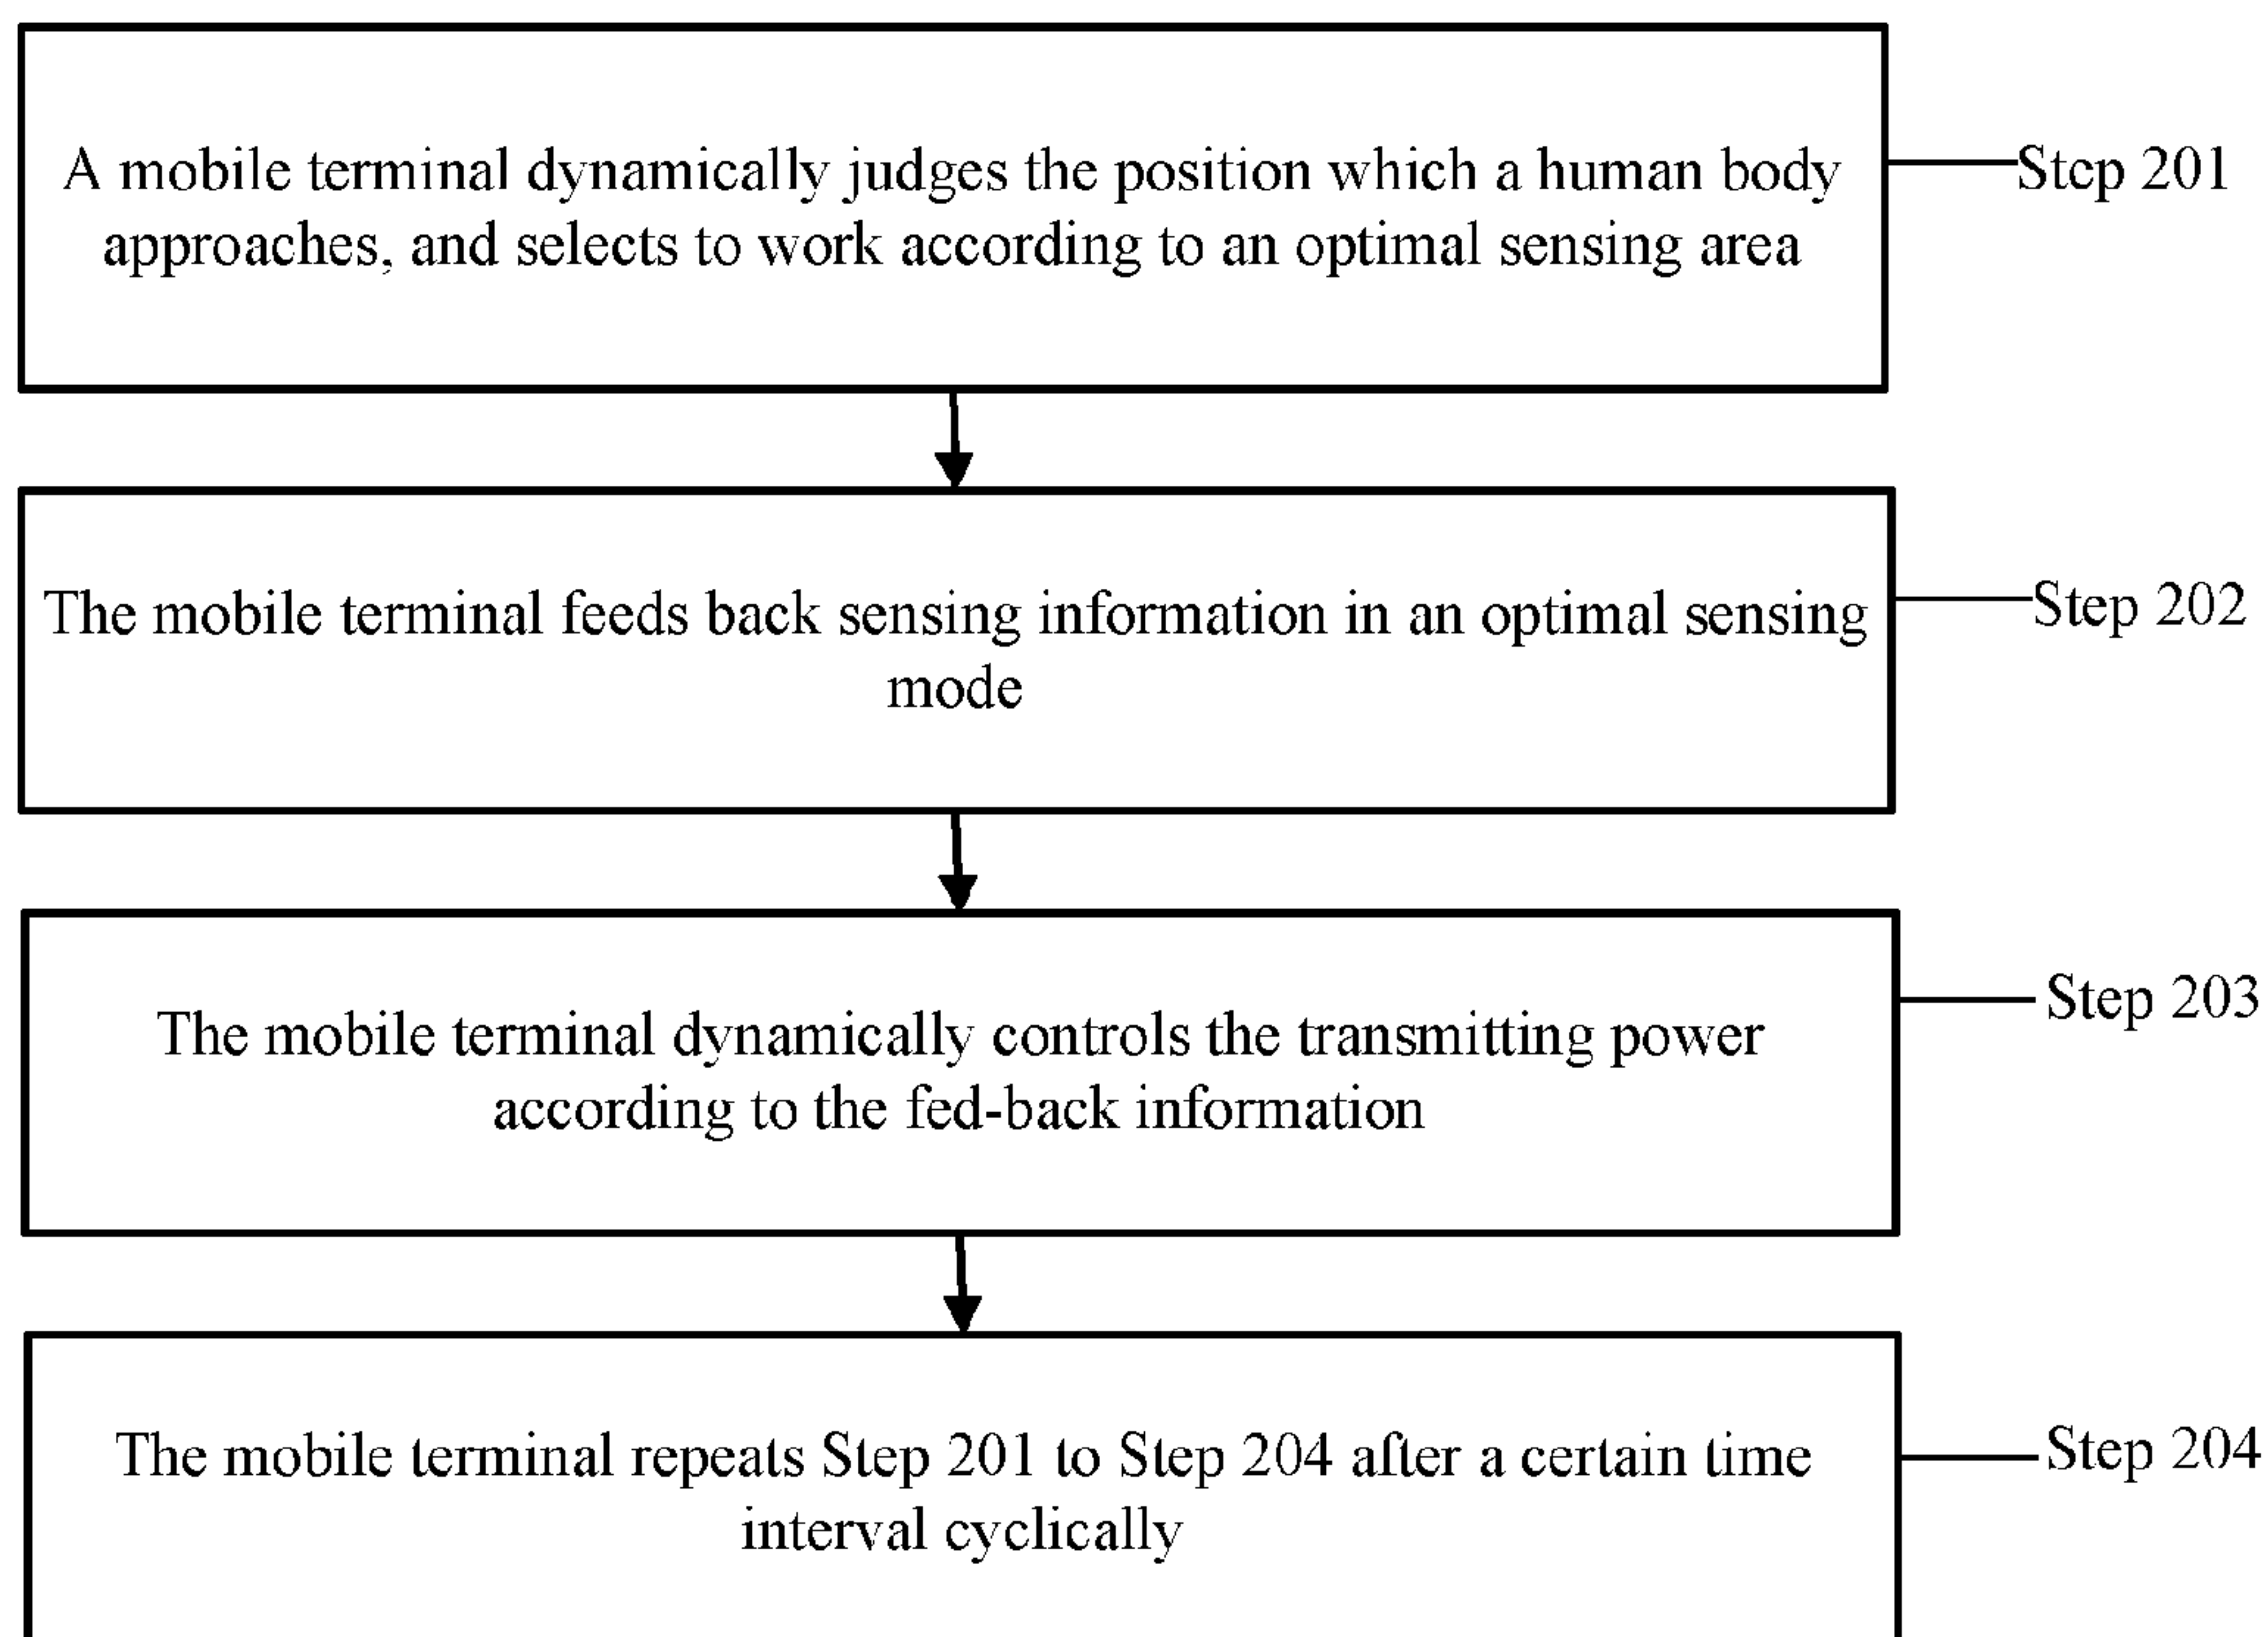 A mobile terminal dynamically judges the position which a human body
approaches, and selects to work according to an optimal sensing area
Step 201
The mobile terminal feeds back sensing information in an optimal sensing
mode
Step 202
The mobile terminal dynamically controls the transmitting power
according to the fed-back information
Step 203
The mobile terminal repeats Step 201 to Step 204 after a certain time
interval cyclically
Step 204